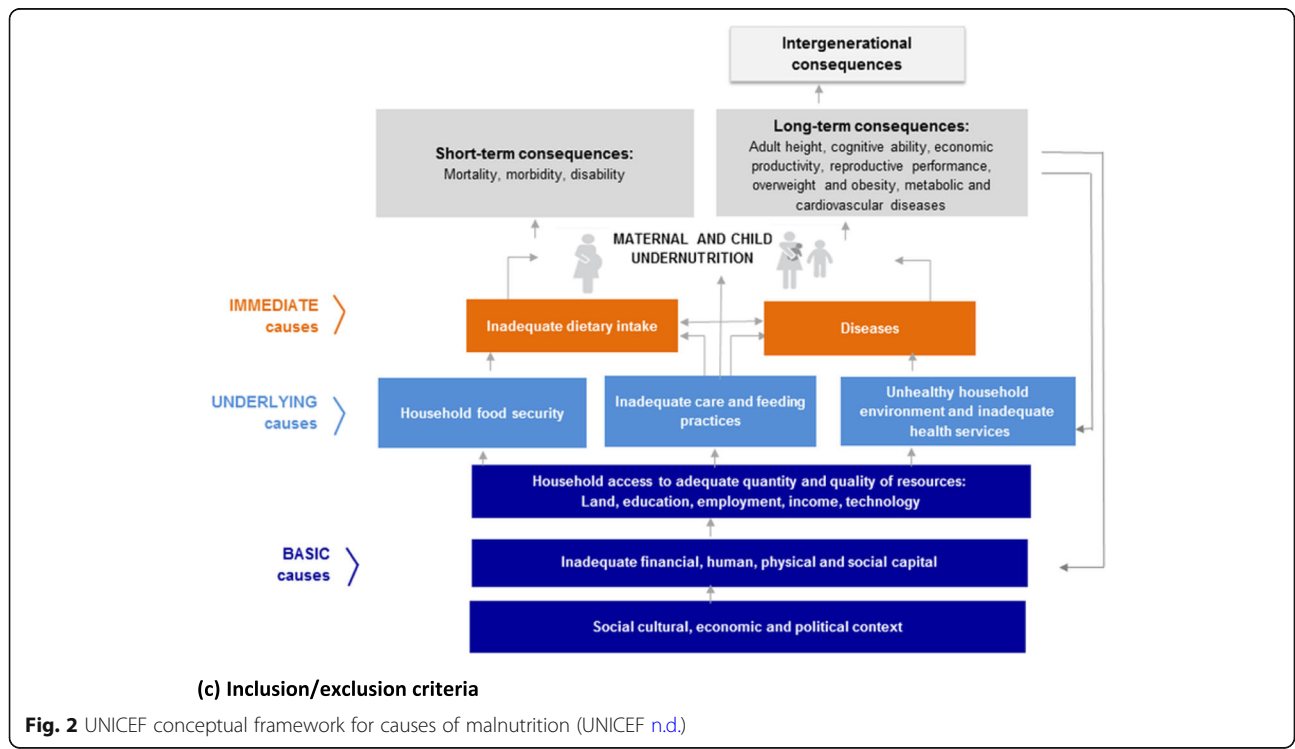 Intergenerational
consequences
Short-term consequences:
Mortality, morbidity, disability
Long-term consequences:
Adult height, cognitive ability, economic
productivity, reproductive performance,
overweight and obesity, metabolic and
cardiovascular diseases
MATERNAL AND CHILD
UNDERNUTRITION
IMMEDIATE
causes
Inadequate dietary intake
Diseases
UNDERLYING
causes
Household food security
Inadequate care and feeding
practices
Unhealthy household
environment and inadequate
health services
Household access to adequate quantity and quality of resources:
Land, education, employment, income, technology
BASIC
causes
Inadequate financial, human, physical and social capital
Social cultural, economic and political context
(c) Inclusion/exclusion criteria
Fig. 2 UNICEF conceptual framework for causes of malnutrition (UNICEF n.d.)